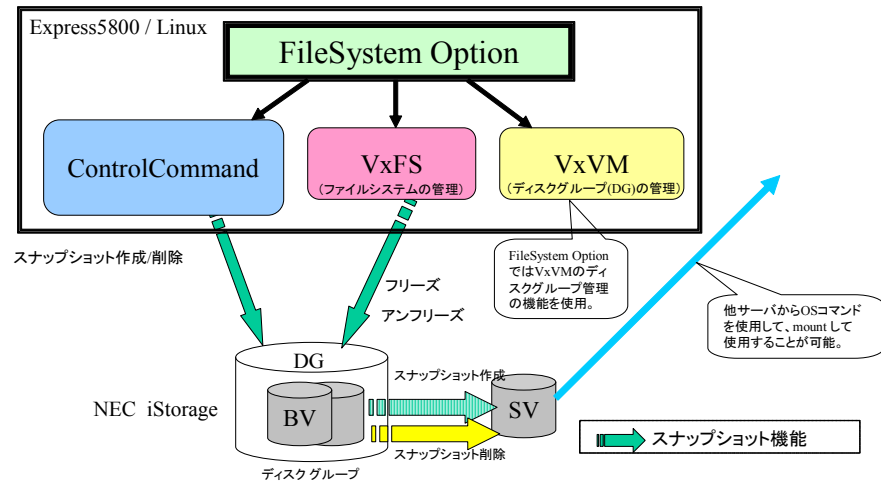 Express5800 / Linux
FileSystem Option
ControlCommand
VxFS
(ファイルシステムの管理)
VxVM
(ディスクグループ(DG)の管理)
スナップショット作成/削除
フリーズ
アンフリーズ
FileSystem Option
ではVxVMのディ
スクグループ管理
の機能を使用。
他サーバからOSコマンド
を使用して、mount して
使用することが可能。
DG
スナップショット作成
NEC iStorage
BV
SV
スナップショット削除
ディスク グループ
スナップショット機能